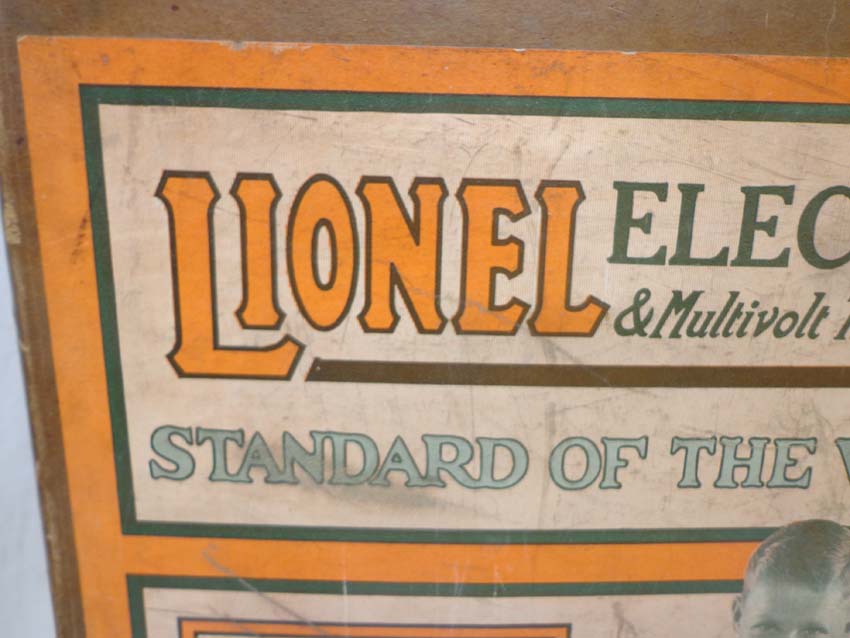 LIONEL ELEC
& Multivolt
STANDARD OF THE